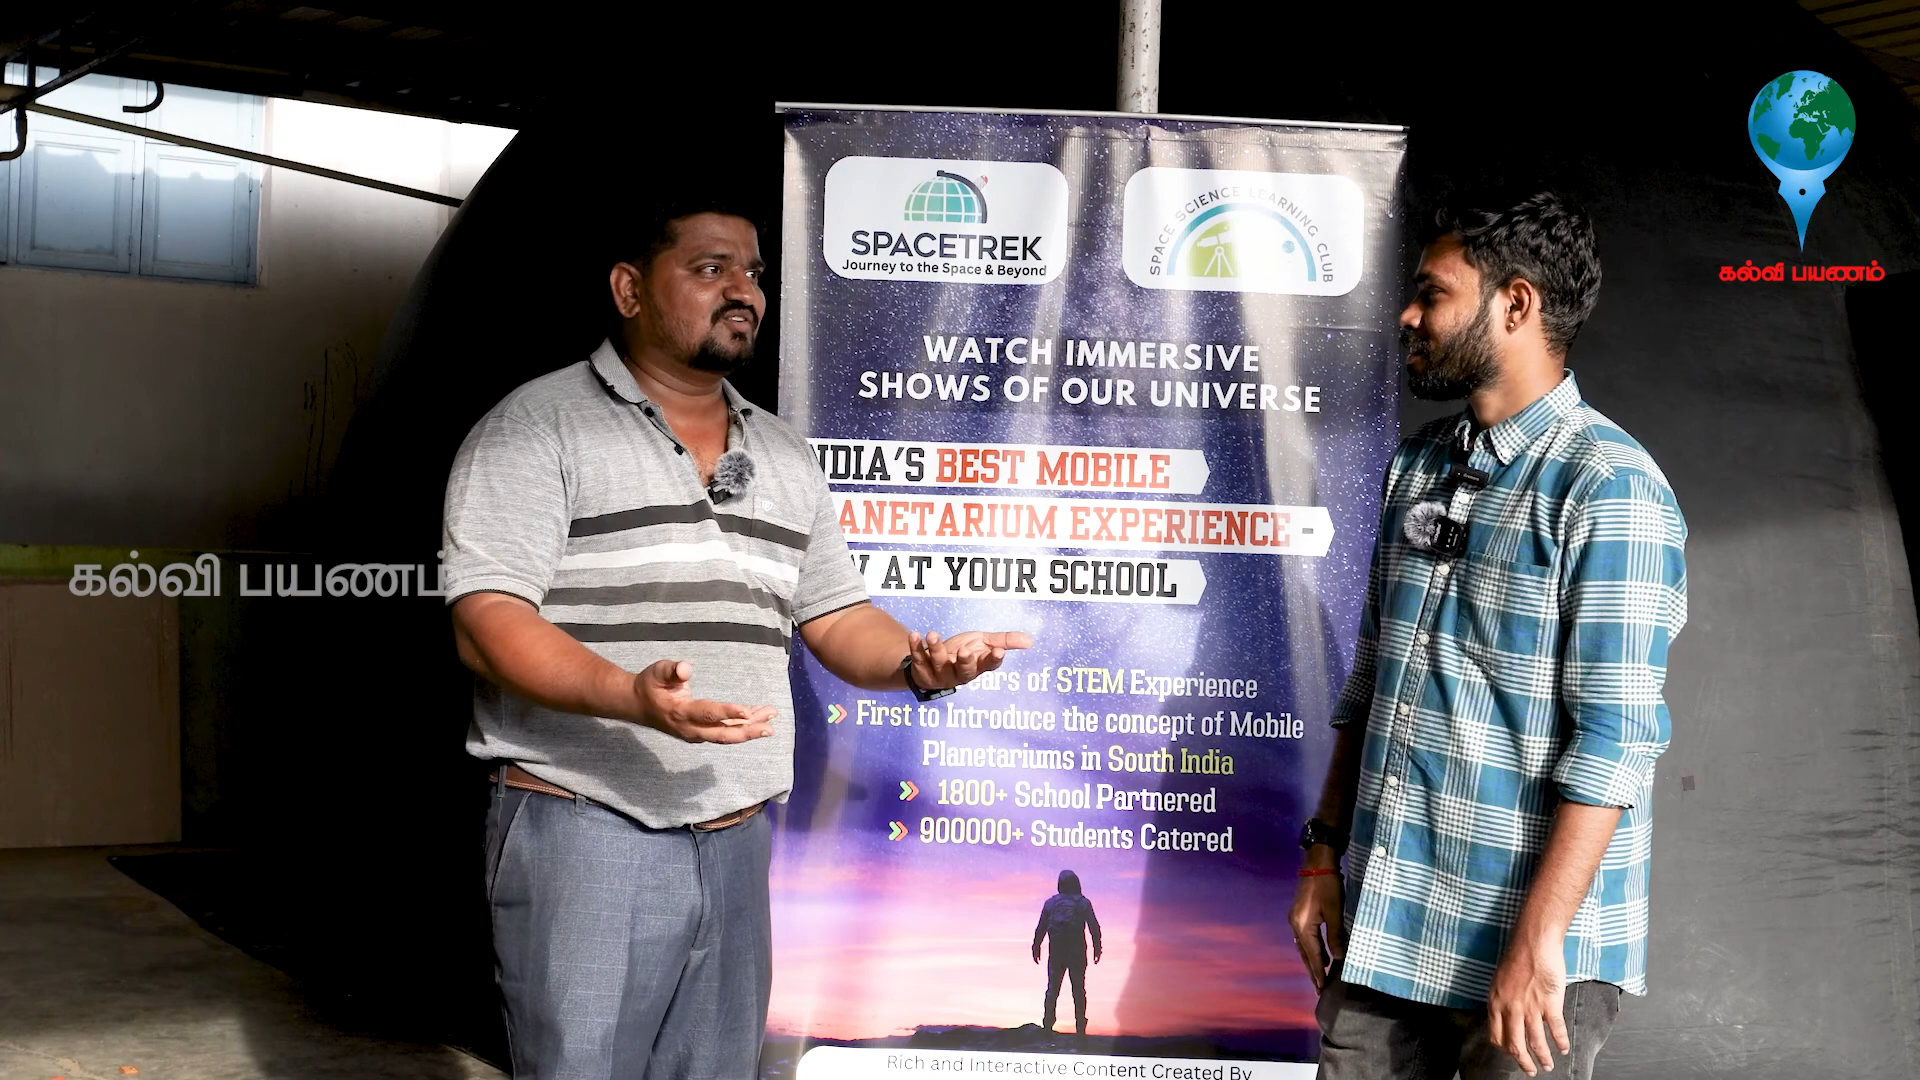 SPACETREK
Journey to the Space & Beyond
SPACE SCIENCE LEARNING CLUB
கல்வி பயணம்
WATCH IMMERSIVE
SHOWS OF OUR UNIVERSE
BEST MOBILE
EXPERIENCE -
AT YOUR SCHOOL
கல்வி பயணம்
of STEM Experience
First to Introduce the concept of Mobile
Planetariums in South India
1800+ School Partnered
900000+ Students Catered
Rich and Interactive Content Created By